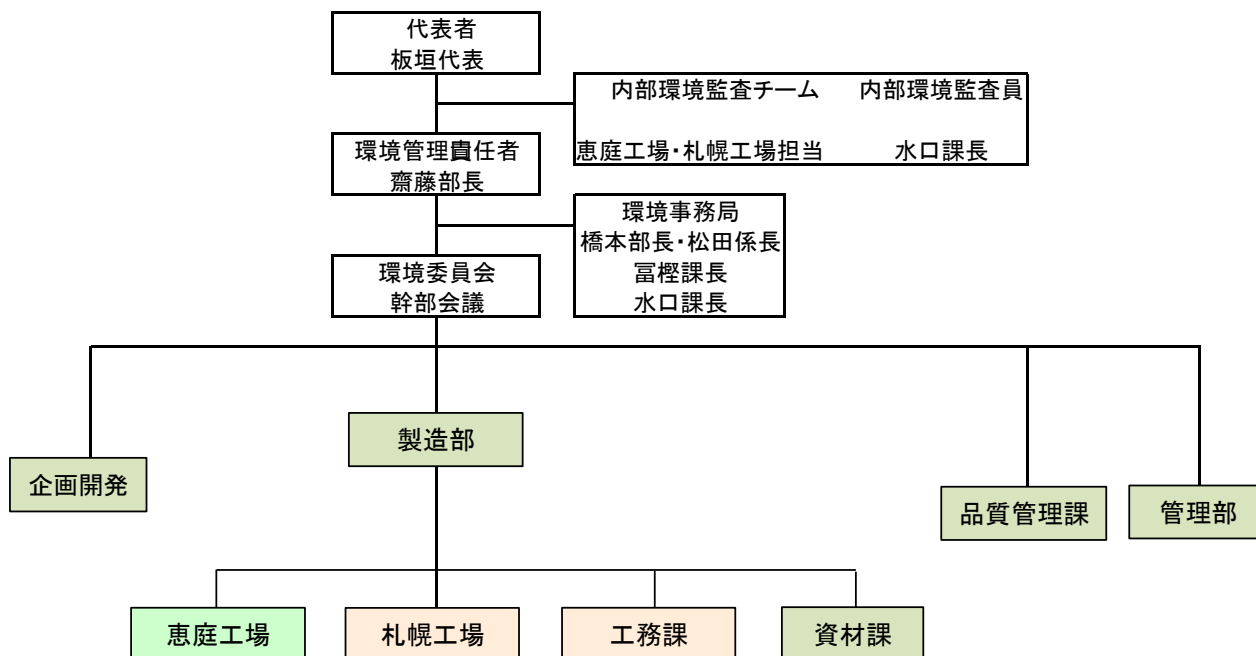 代表者
板垣代表
内部環境監査チーム 内部環境監査員
恵庭工場・札幌工場担当 水口課長
環境管理責任者
齋藤部長
環境事務局
橋本部長・松田係長
冨樫課長
水口課長
環境委員会
幹部会議
製造部
企画開発
品質管理課
管理部
恵庭工場
札幌工場
工務課
資材課